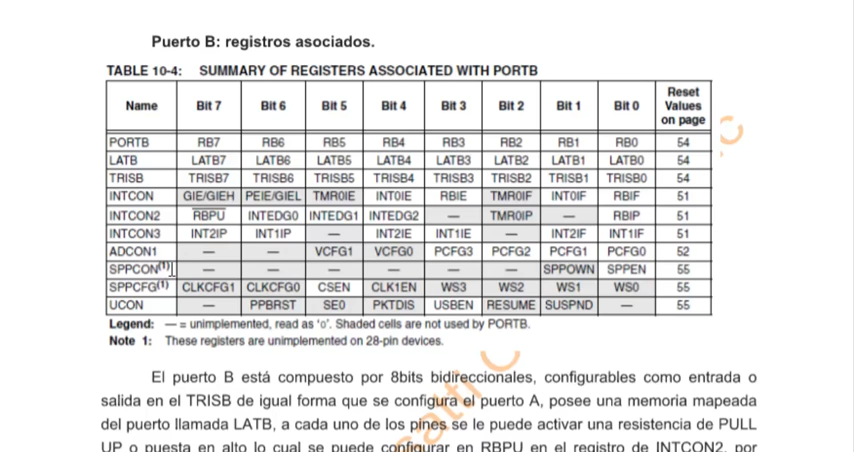 Puerto B: registros asociados.
TABLE 10-4: SUMMARY OF REGISTERS ASSOCIATED WITH PORTB
Name Bit 7 Bit 6 Bit 5 Bit 4 Bit 3 Bit 2 Bit 1 Bit 0 Reset Values on page
PORTB RB7 RB6 RB5 RB4 RB3 RB2 RB1 RB0 54
LATB LATB7 LATB6 LATB5 LATB4 LATB3 LATB2 LATB1 LATB0 54
TRISB TRISB7 TRISB6 TRISB5 TRISB4 TRISB3 TRISB2 TRISB1 TRISB0 54
INTCON GIE/GIEH PEIE/GIEL TMR0IE INT0IE RBIE TMR0IF INT0IF RBIF 51
INTCON2 RBPU INTEDG0 INTEDG1 INTEDG2 — TMR0IP — RBIP 51
INTCON3 INT2IP INT1IP — INT2IE INT1IE — INT2IF INT1IF 51
ADCON1 — — VCFG1 VCFG0 PCFG3 PCFG2 PCFG1 PCFG0 52
SPPCON(1) — — — — — — SPPOWN SPPEN 55
SPPCFG(1) CLKCFG1 CLKCFG0 CSEN CLK1EN WS3 WS2 WS1 WS0 55
UCON — PPBRST SE0 PKTDIS USBEN RESUME SUSPND — 55
Legend: — = unimplemented, read as ‘0’. Shaded cells are not used by PORTB.
Note 1: These registers are unimplemented on 28-pin devices.
El puerto B está compuesto por 8bits bidireccionales, configurables como entrada o
salida en el TRISB de igual forma que se configura el puerto A, posee una memoria mapeada
del puerto llamada LATB, a cada uno de los pines se le puede activar una resistencia de PULL
UP o puesta en alto lo cual se puede configurar en RBPU en el registro de INTCON2, por